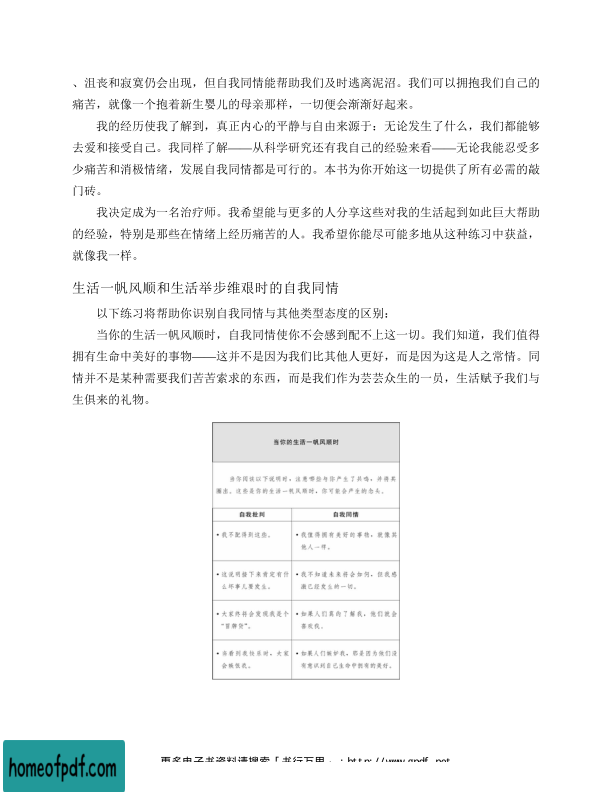 、沮丧和寂寞仍会出现，但自我同情能帮助我们及时逃离泥沼。我们可以拥抱我们自己的
痛苦，就像一个抱着新生婴儿的母亲那样，一切便会渐渐好起来。
我的经历使我了解到，真正内心的平静与自由来源于：无论发生了什么，我们都能够
去爱和接受自己。我同样了解——从科学研究还有我自己的经验来看——无论我能忍受多
少痛苦和消极情绪，发展自我同情都是可行的。本书为你开始这一切提供了所有必需的敲
门砖。
我决定成为一名治疗师。我希望能与更多的人分享这些对我的生活起到如此巨大帮助
的经验，特别是那些在情绪上经历痛苦的人。我希望你能尽可能多地从这种练习中获益，
就像我一样。
生活一帆风顺和生活举步维艰时的自我同情
以下练习将帮助你识别自我同情与其他类型态度的区别：
当你的生活一帆风顺时，自我同情使你不会感到配不上这一切。我们知道，我们值得
拥有生命中美好的事物——这并不是因为我们比其他人更好，而是因为这是人之常情。同
情并不是某种需要我们苦苦索求的东西，而是我们作为芸芸众生的一员，生活赋予我们与
生俱来的礼物。
当你的生活一帆风顺时
当你阅读以下说明时，注意哪些与你产生了共鸣，并将其
圈出。这些是你的生活一帆风顺时，你可能会产生的念头。
自我批判 自我同情
• 我不配得到这些。
• 我值得拥有美好的事物，就像其
他人一样。
• 这说明接下来肯定有什
么坏事儿要发生。
• 我不知道未来将会如何，但我感
激已经发生的一切。
• 大家终将会发现我是个
“冒牌货”。
• 如果人们真的了解我，他们就会
喜欢我。
大家
会嫉恨我。
• 如果人们嫉妒我，那是因为他们没
有意识到自己生命中拥有的美好。
homeofpdf.com
更多电子书资料请搜索「书行万里」：http://www.gpdf.net